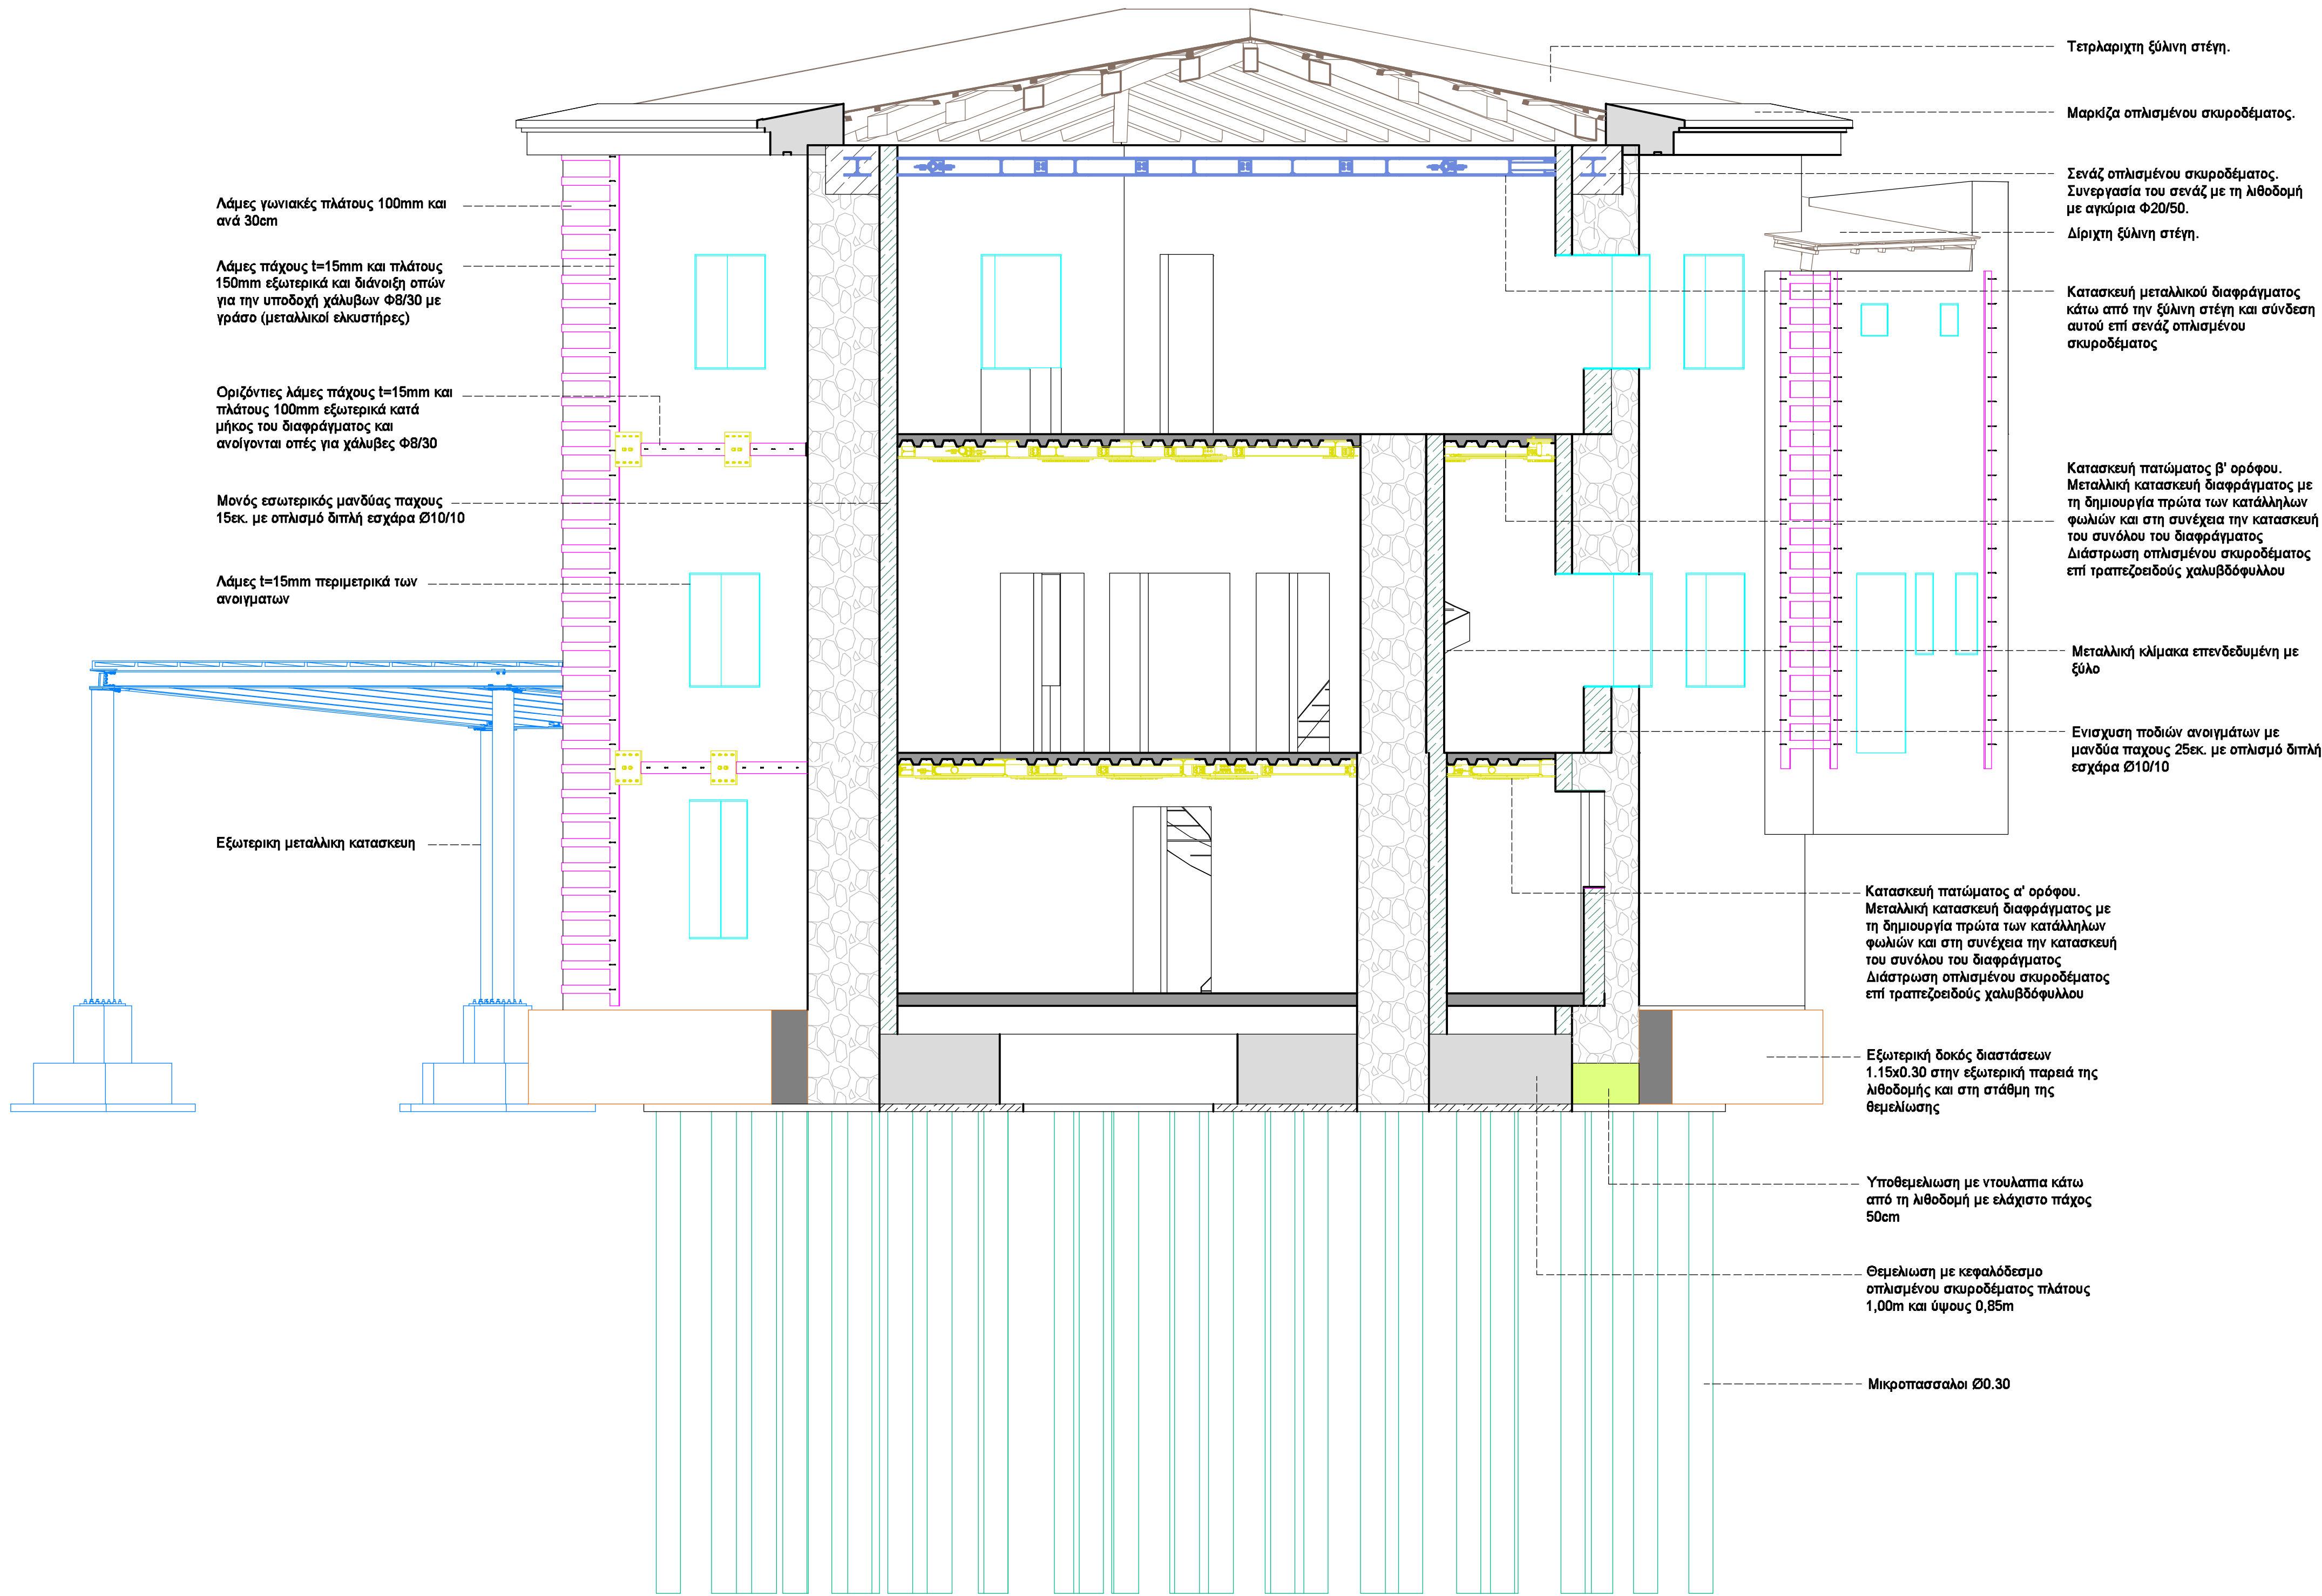 Λάμες γωνιακές πλάτους 100mm και
ανά 30cm
Λάμες πάχους t=15mm και πλάτους
150mm εξωτερικά και διάνοιξη οπών
για την υποδοχή χάλυβων Φ8/30 με
γράσο (μεταλλικοί ελκυστήρες)
Οριζόντιες λάμες πάχους t=15mm και
πλάτους 100mm εξωτερικά κατά
μήκος του διαφράγματος και
ανοίγονται οπές για χάλυβες Φ8/30
Μονός εσωτερικός μανδύας παχους
15εκ. με οπλισμό διπλή εσχάρα Ø10/10
Λάμες t=15mm περιμετρικά των
ανοιγματων
Εξωτερικη μεταλλικη κατασκευη
Τετρλαριχτη ξύλινη στέγη.
Μαρκίζα οπλισμένου σκυροδέματος.
Σενάζ οπλισμένου σκυροδέματος.
Συνεργασία του σενάζ με τη λιθοδομή
με αγκύρια Φ20/50.
Δίριχτη ξύλινη στέγη.
Κατασκευή μεταλλικού διαφράγματος
κάτω από την ξύλινη στέγη και σύνδεση
αυτού επί σενάζ οπλισμένου
σκυροδέματος
Κατασκευή πατώματος β' ορόφου.
Μεταλλική κατασκευή διαφράγματος με
τη δημιουργία πρώτα των κατάλληλων
φωλιών και στη συνέχεια την κατασκευή
του συνόλου του διαφράγματος
Διάστρωση οπλισμένου σκυροδέματος
επί τραπεζοειδούς χαλυβδόφυλλου
Μεταλλική κλίμακα επενδεδυμένη με
ξύλο
Ενισχυση ποδιών ανοιγμάτων με
μανδύα παχους 25εκ. με οπλισμό διπλή
εσχάρα Ø10/10
Κατασκευή πατώματος α' ορόφου.
Μεταλλική κατασκευή διαφράγματος με
τη δημιουργία πρώτα των κατάλληλων
φωλιών και στη συνέχεια την κατασκευή
του συνόλου του διαφράγματος
Διάστρωση οπλισμένου σκυροδέματος
επί τραπεζοειδούς χαλυβδόφυλλου
Εξωτερική δοκός διαστάσεων
1.15x0.30 στην εξωτερική παρειά της
λιθοδομής και στη στάθμη της
θεμελίωσης
Υποθεμελιωση με ντουλαπια κάτω
από τη λιθοδομή με ελάχιστο πάχος
50cm
Θεμελιωση με κεφαλόδεσμο
οπλισμένου σκυροδέματος πλάτους
1,00m και ύψους 0,85m
Μικροπασσαλοι Ø0.30